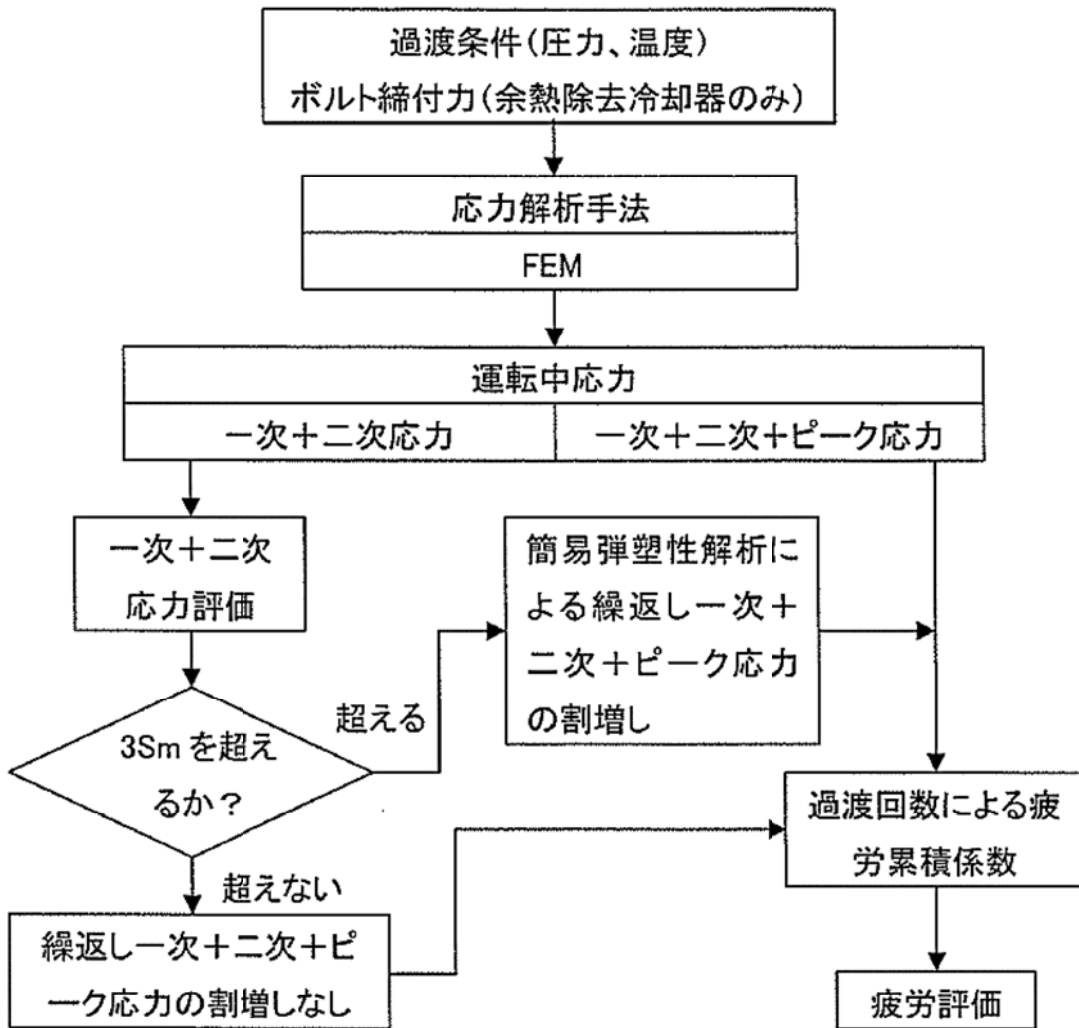 過渡条件(圧力、温度)
ボルト締付力(余熱除去冷却器のみ)
応力解析手法
FEM
運転中応力
一次+二次応力
一次+二次+ピーク応力
一次+二次
応力評価
簡易弾塑性解析に
よる繰返し一次+
二次+ピーク応力
の割増し
超える
3Sm を超え
るか?
過渡回数による疲
労累積係数
超えない
繰返し一次+二次+ピ
ーク応力の割増しなし
疲労評価